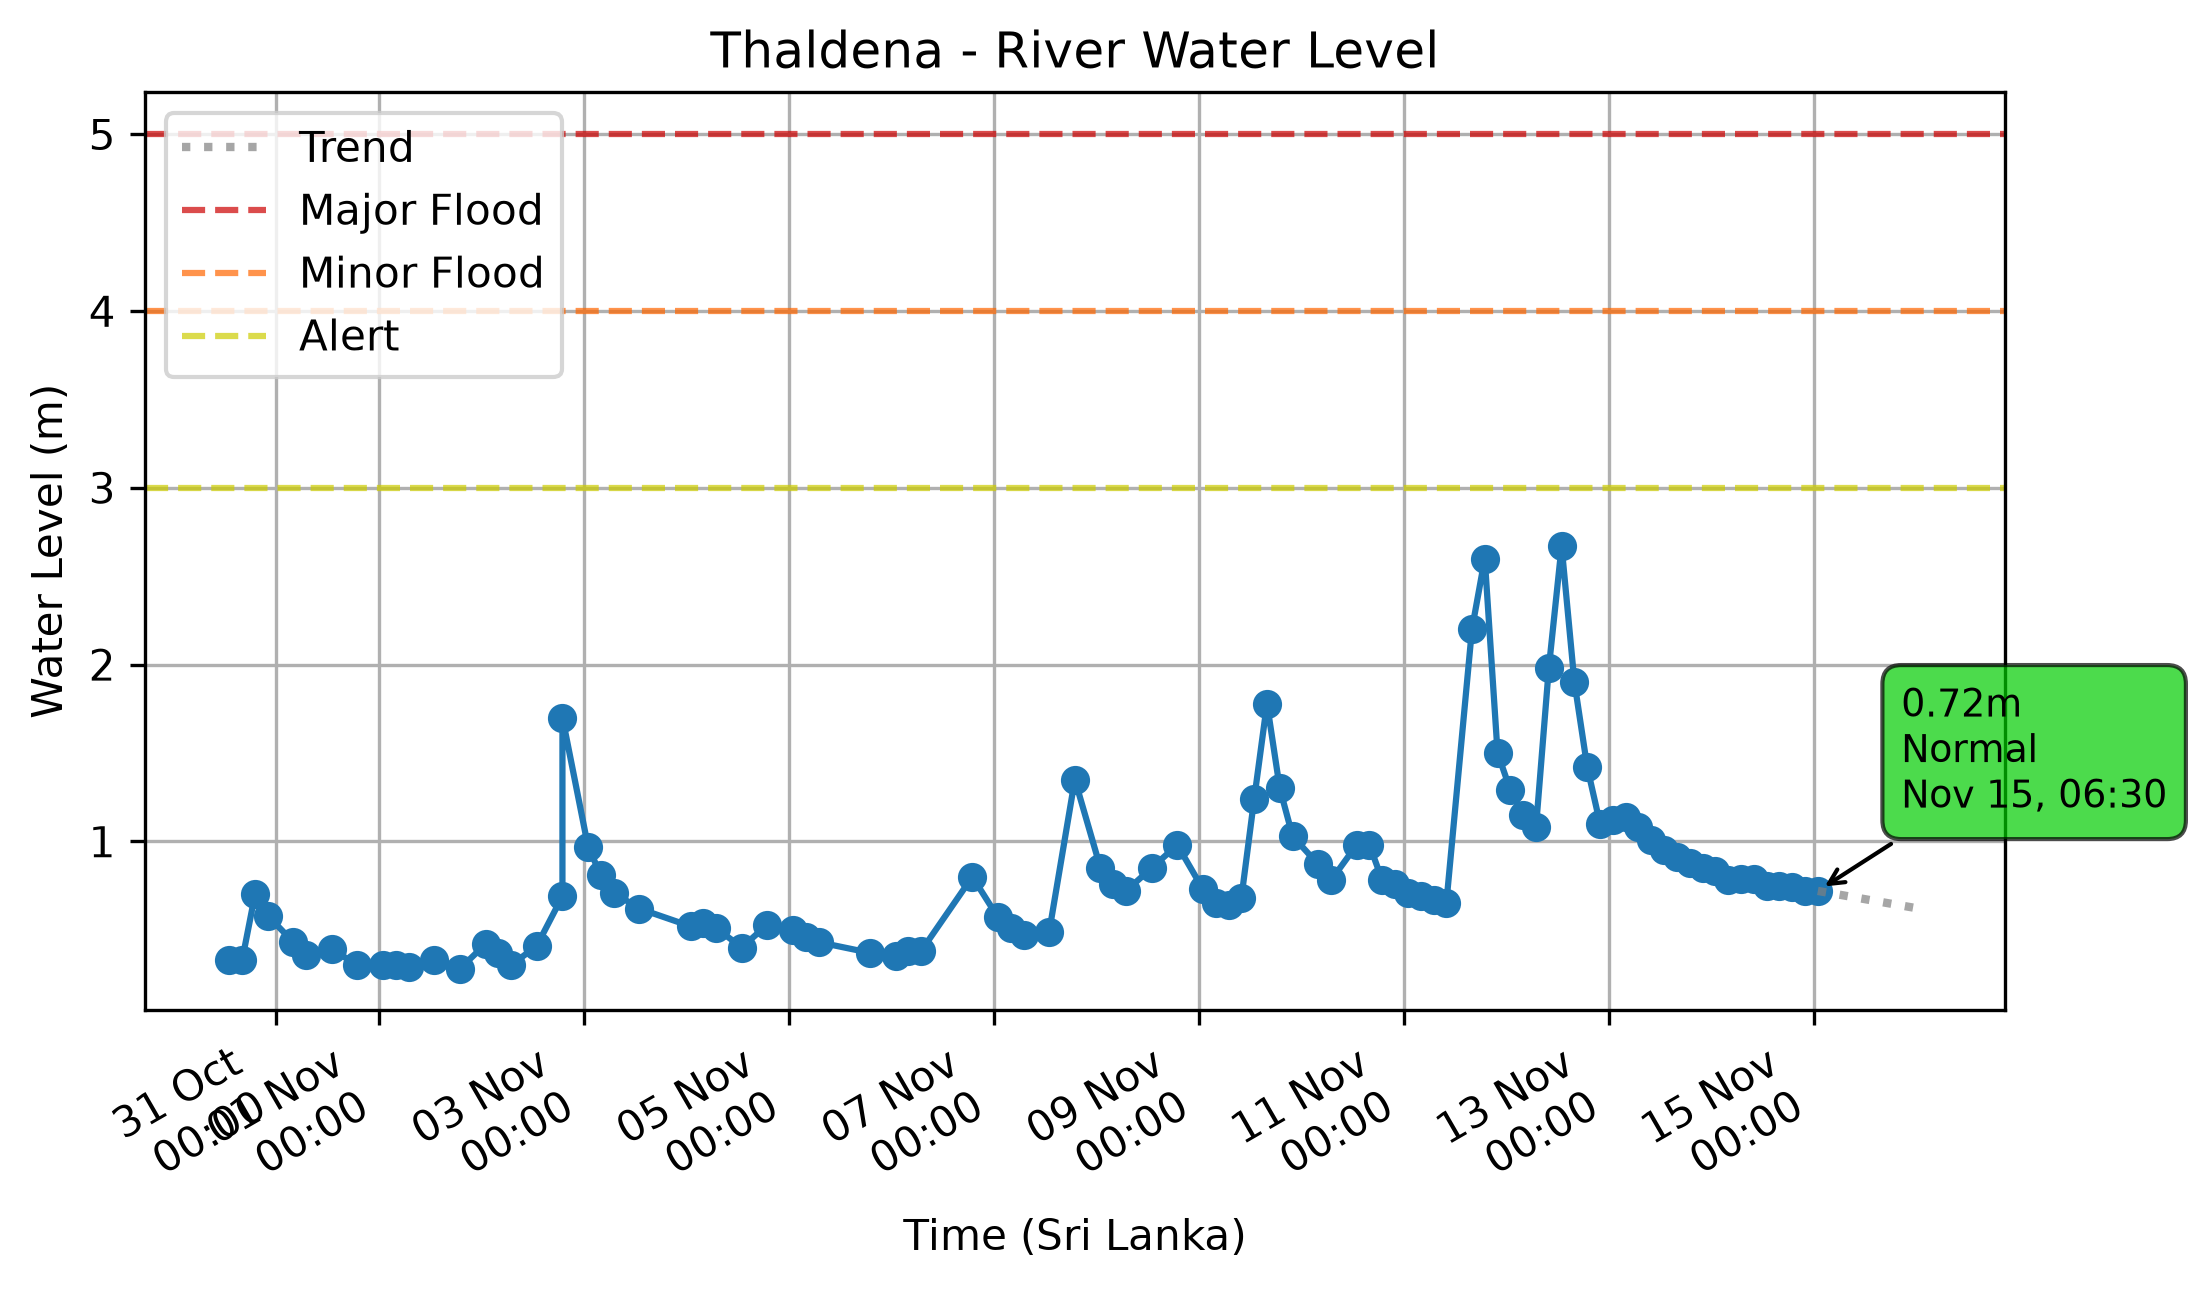 Thaldena - River Water Level
Trend
Major Flood
Minor Flood
Alert
5
4
3
2
1
Water Level (m)
0.72m
Normal
Nov 15, 06:30
31 Oct
00:00
01 Nov
00:00
03 Nov
00:00
05 Nov
00:00
07 Nov
00:00
09 Nov
00:00
11 Nov
00:00
13 Nov
00:00
15 Nov
00:00
Time (Sri Lanka)